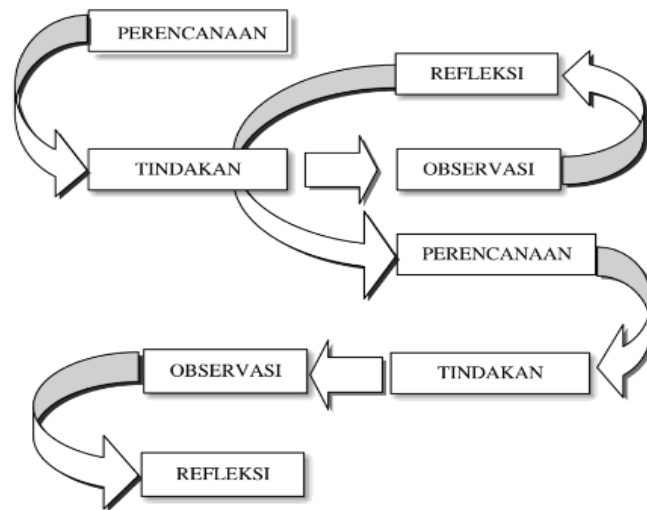 PERENCANAAN
REFLEKSI
TINDAKAN
OBSERVASI
PERENCANAAN
OBSERVASI
TINDAKAN
REFLEKSI